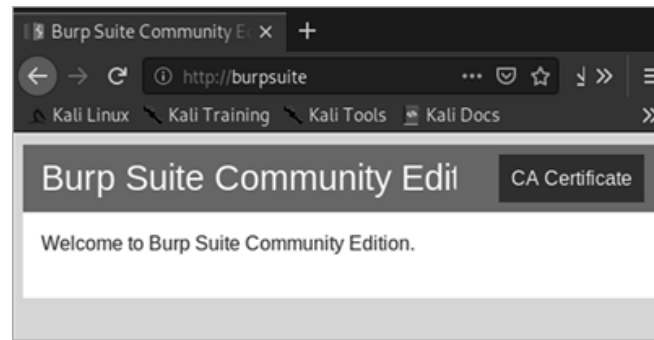 Burp Suite Community E
http://burpsuite
Kali Linux Kali Training Kali Tools Kali Docs
Burp Suite Community Edit
CA Certificate
Welcome to Burp Suite Community Edition.